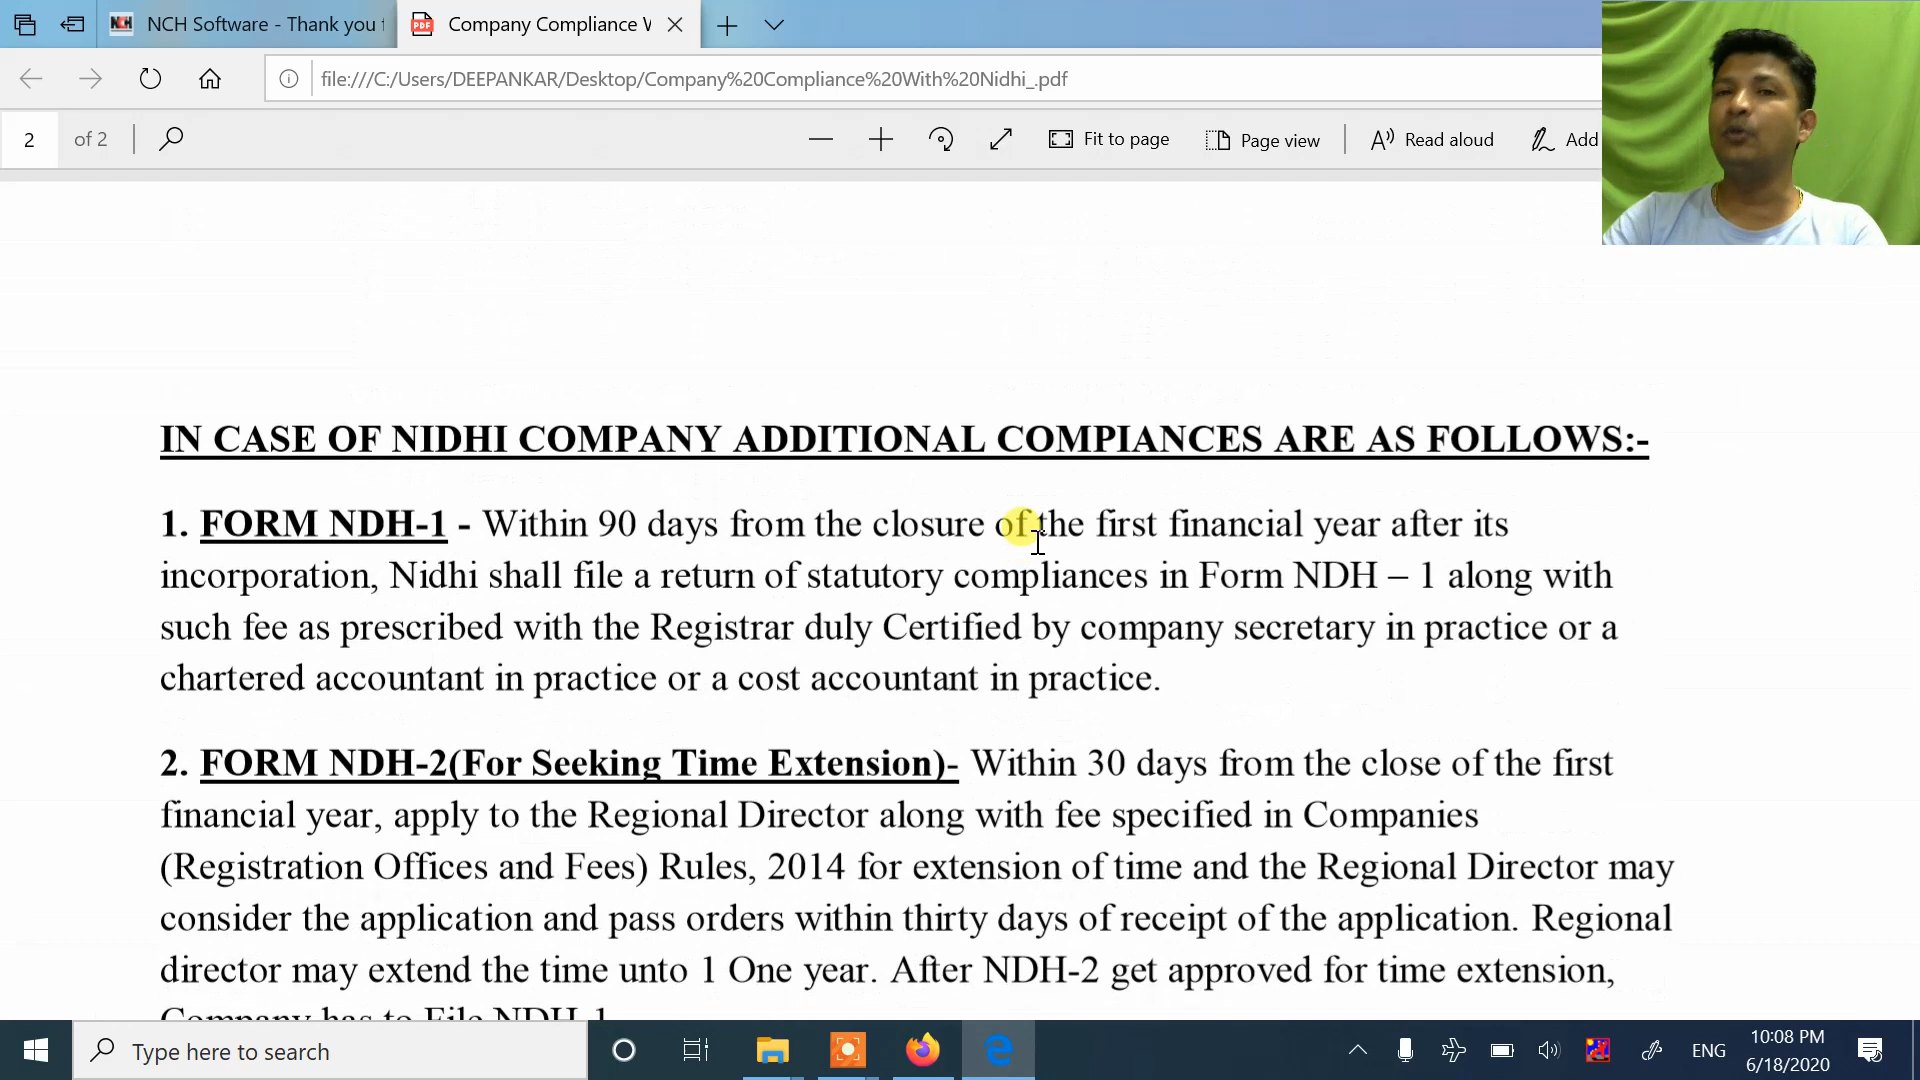 NCH Software - Thank you f
Company Compliance W
file:///C:/Users/DEEPANKAR/Desktop/Company%20Compliance%20With%20Nidhi_.pdf
2 of 2
Fit to page
Page view
Read aloud
Add
IN CASE OF NIDHI COMPANY ADDITIONAL COMPIANCES ARE AS FOLLOWS:-
1. FORM NDH-1 - Within 90 days from the closure of the first financial year after its
incorporation, Nidhi shall file a return of statutory compliances in Form NDH – 1 along with
such fee as prescribed with the Registrar duly Certified by company secretary in practice or a
chartered accountant in practice or a cost accountant in practice.
2. FORM NDH-2(For Seeking Time Extension)- Within 30 days from the close of the first
financial year, apply to the Regional Director along with fee specified in Companies
(Registration Offices and Fees) Rules, 2014 for extension of time and the Regional Director may
consider the application and pass orders within thirty days of receipt of the application. Regional
director may extend the time unto 1 One year. After NDH-2 get approved for time extension,
Company has to File NDH-1
Type here to search
ENG
10:08 PM
6/18/2020